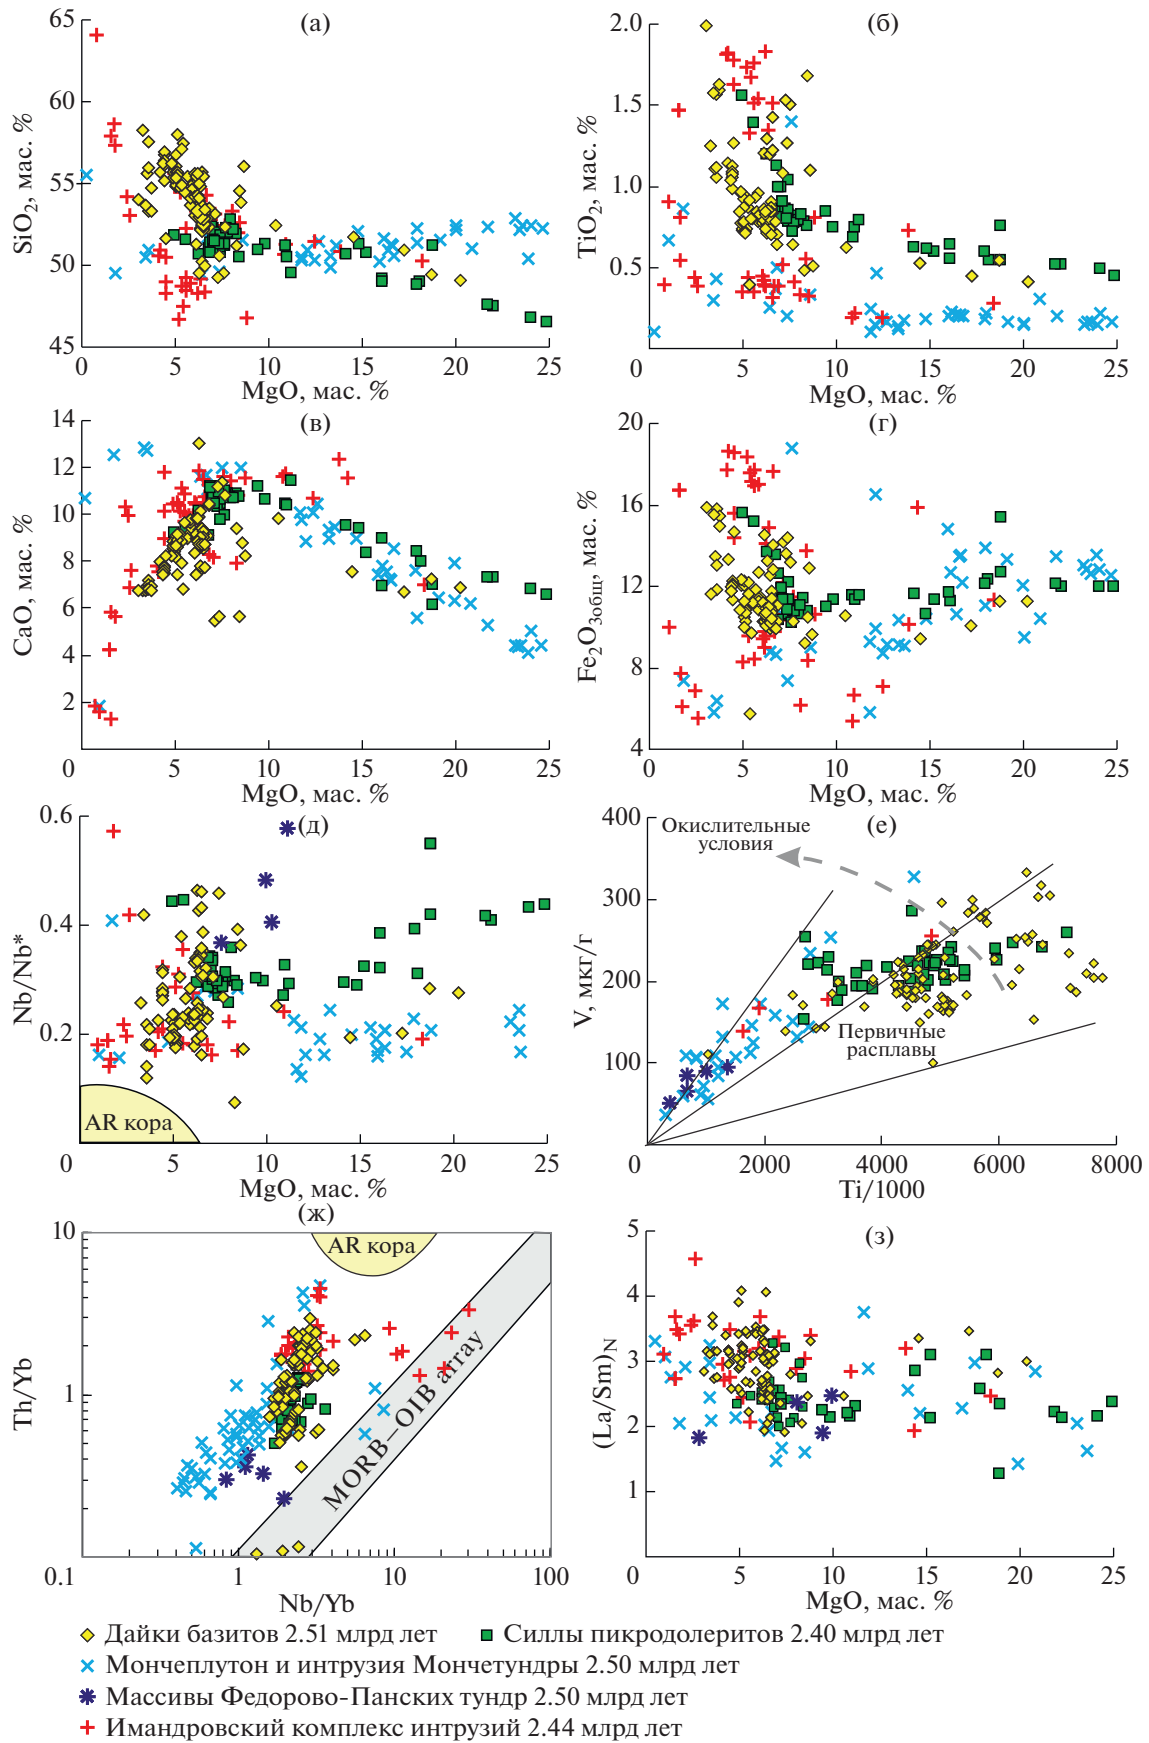 (а)
65
60
55
50
45
SiO2, мас. %
0 5 10 15 20 25
MgO, мас. %
(б)
2.0
1.5
1.0
0.5
TiO2, мас. %
0 5 10 15 20 25
MgO, мас. %
(в)
14
12
10
8
6
4
2
CaO, мас. %
0 5 10 15 20 25
MgO, мас. %
(г)
20
16
12
8
4
Fe2O3общ, мас. %
0 5 10 15 20 25
MgO, мас. %
(д)
0.6
0.4
0.2
Nb/Nb*
AR кора
0 5 10 15 20 25
MgO, мас. %
(е)
400
300
200
100
V, мкг/г
Окислительные
условия
Первичные
расплавы
0 2000 4000 6000 8000
Ti/1000
(ж)
10
1
Th/Yb
AR кора
MORB–OIB array
0.1 1 10 100
Nb/Yb
(з)
5
4
3
2
1
(La/Sm)N
0 5 10 15 20 25
MgO, мас. %
Дайки базитов 2.51 млрд лет Силлы пикродолеритов 2.40 млрд лет
Мончеплутон и интрузия Мончетундры 2.50 млрд лет
Массивы Федорово-Панских тундр 2.50 млрд лет
Имандровский комплекс интрузий 2.44 млрд лет